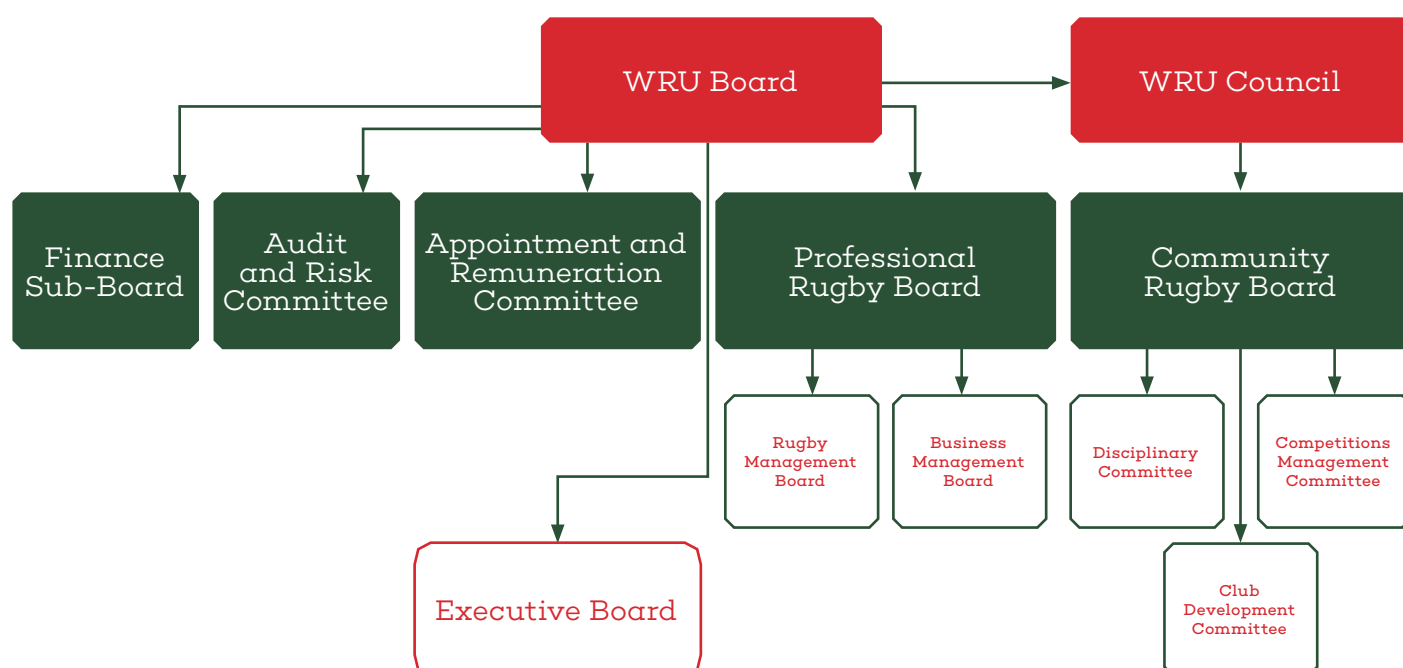 WRU Board
WRU Council
Finance
Sub-Board
Audit
and Risk
Committee
Appointment and
Remuneration
Committee
Professional
Rugby Board
Community
Rugby Board
Rugby
Management
Board
Business
Management
Board
Disciplinary
Committee
Competitions
Management
Committee
Executive Board
Club
Development
Committee